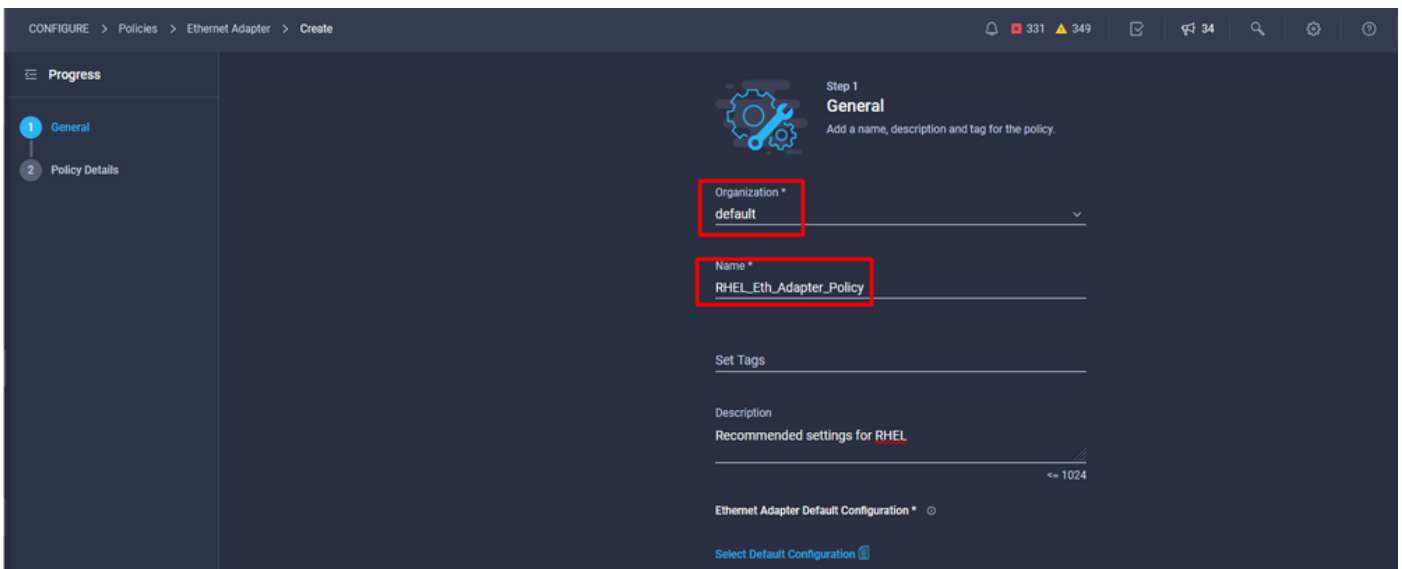 CONFIGURE > Policies > Ethernet Adapter > Create
331 349 34
Progress
1 General
2 Policy Details
Step 1
General
Add a name, description and tag for the policy.
Organization *
default
Name *
RHEL_Eth_Adapter_Policy
Set Tags
Description
Recommended settings for RHEL
<= 1024
Ethernet Adapter Default Configuration *
Select Default Configuration